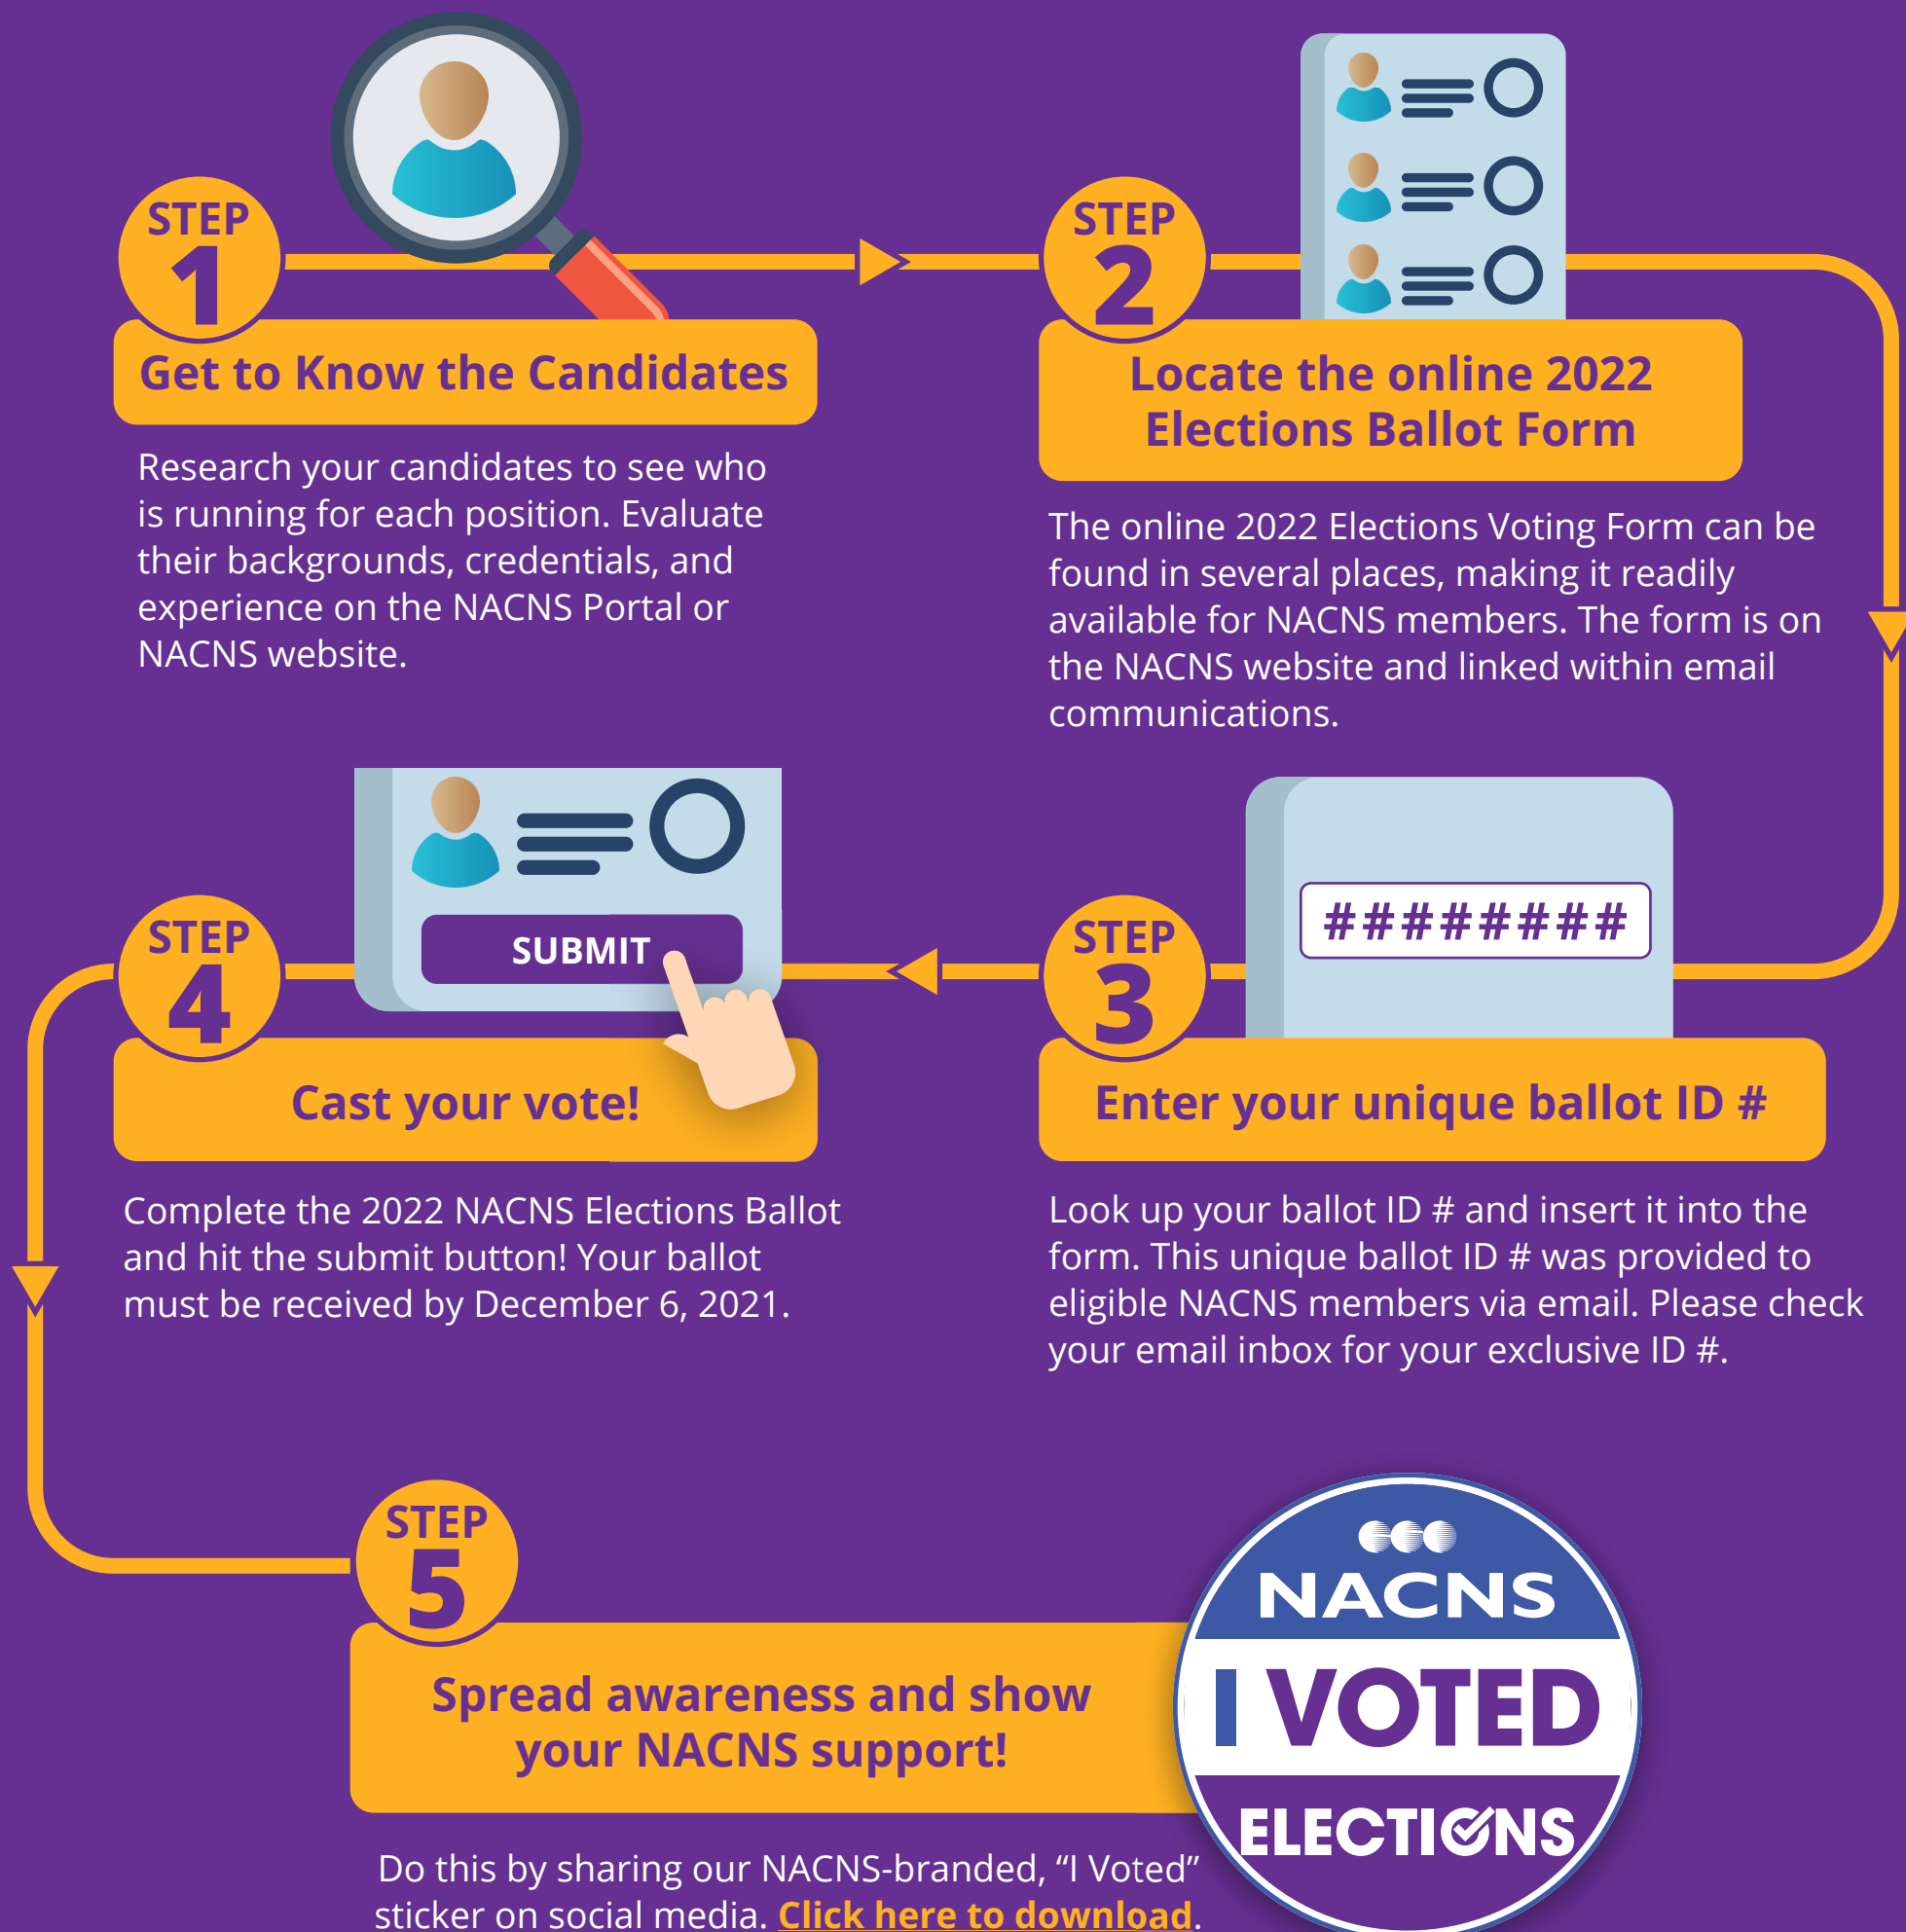 STEP
1
Get to Know the Candidates
Research your candidates to see who
is running for each position. Evaluate
their backgrounds, credentials, and
experience on the NACNS Portal or
NACNS website.
STEP
2
Locate the online 2022
Elections Ballot Form
The online 2022 Elections Voting Form can be
found in several places, making it readily
available for NACNS members. The form is on
the NACNS website and linked within email
communications.
########
STEP
3
Enter your unique ballot ID #
Look up your ballot ID # and insert it into the
form. This unique ballot ID # was provided to
eligible NACNS members via email. Please check
your email inbox for your exclusive ID #.
SUBMIT
STEP
4
Cast your vote!
Complete the 2022 NACNS Elections Ballot
and hit the submit button! Your ballot
must be received by December 6, 2021.
STEP
5
Spread awareness and show
your NACNS support!
Do this by sharing our NACNS-branded, “I Voted”
sticker on social media. Click here to download.
NACNS
I VOTED
ELECTIONS